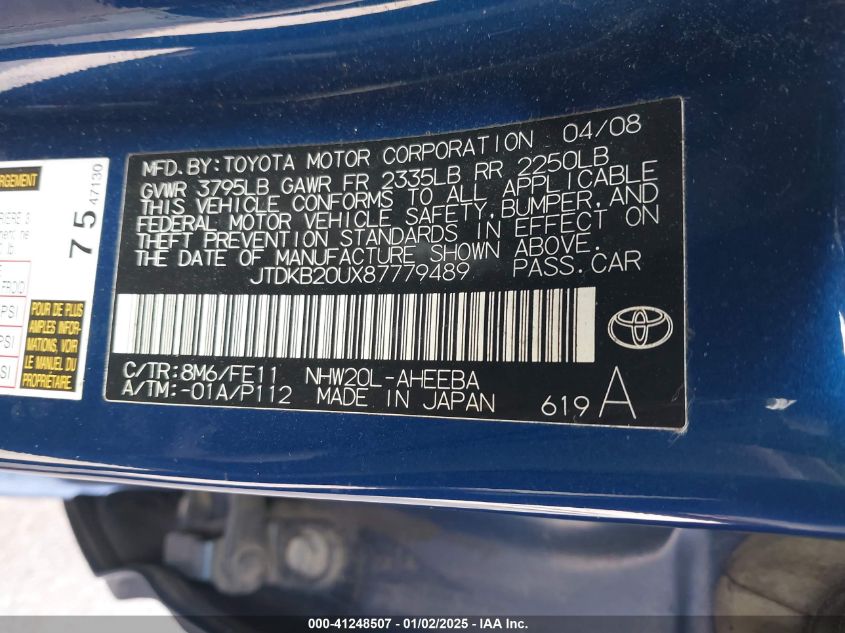 MFD.BY:TOYOTA MOTOR CORPORATION 04/08
GVWR 3795LB GAWR FR 2335LB RR 2250LB
THIS VEHICLE CONFORMS TO ALL APPLICABLE
FEDERAL MOTOR VEHICLE SAFETY,BUMPER,AND
THEFT PREVENTION STANDARDS IN EFFECT ON
THE DATE OF MANUFACTURE SHOWN ABOVE.
JTDKB20UX87779489 PASS.CAR
C/TR:8M6/FE11 NHW20L-AHEEBA
A/TM:-01A/P112 MADE IN JAPAN 619 A
75 47130
POUR DE PLUS
AMPLES INFOR-
MATIONS, VOIR
LE MANUEL DU
PSI
PSI
000-41248507 - 01/02/2025 - IAA Inc.